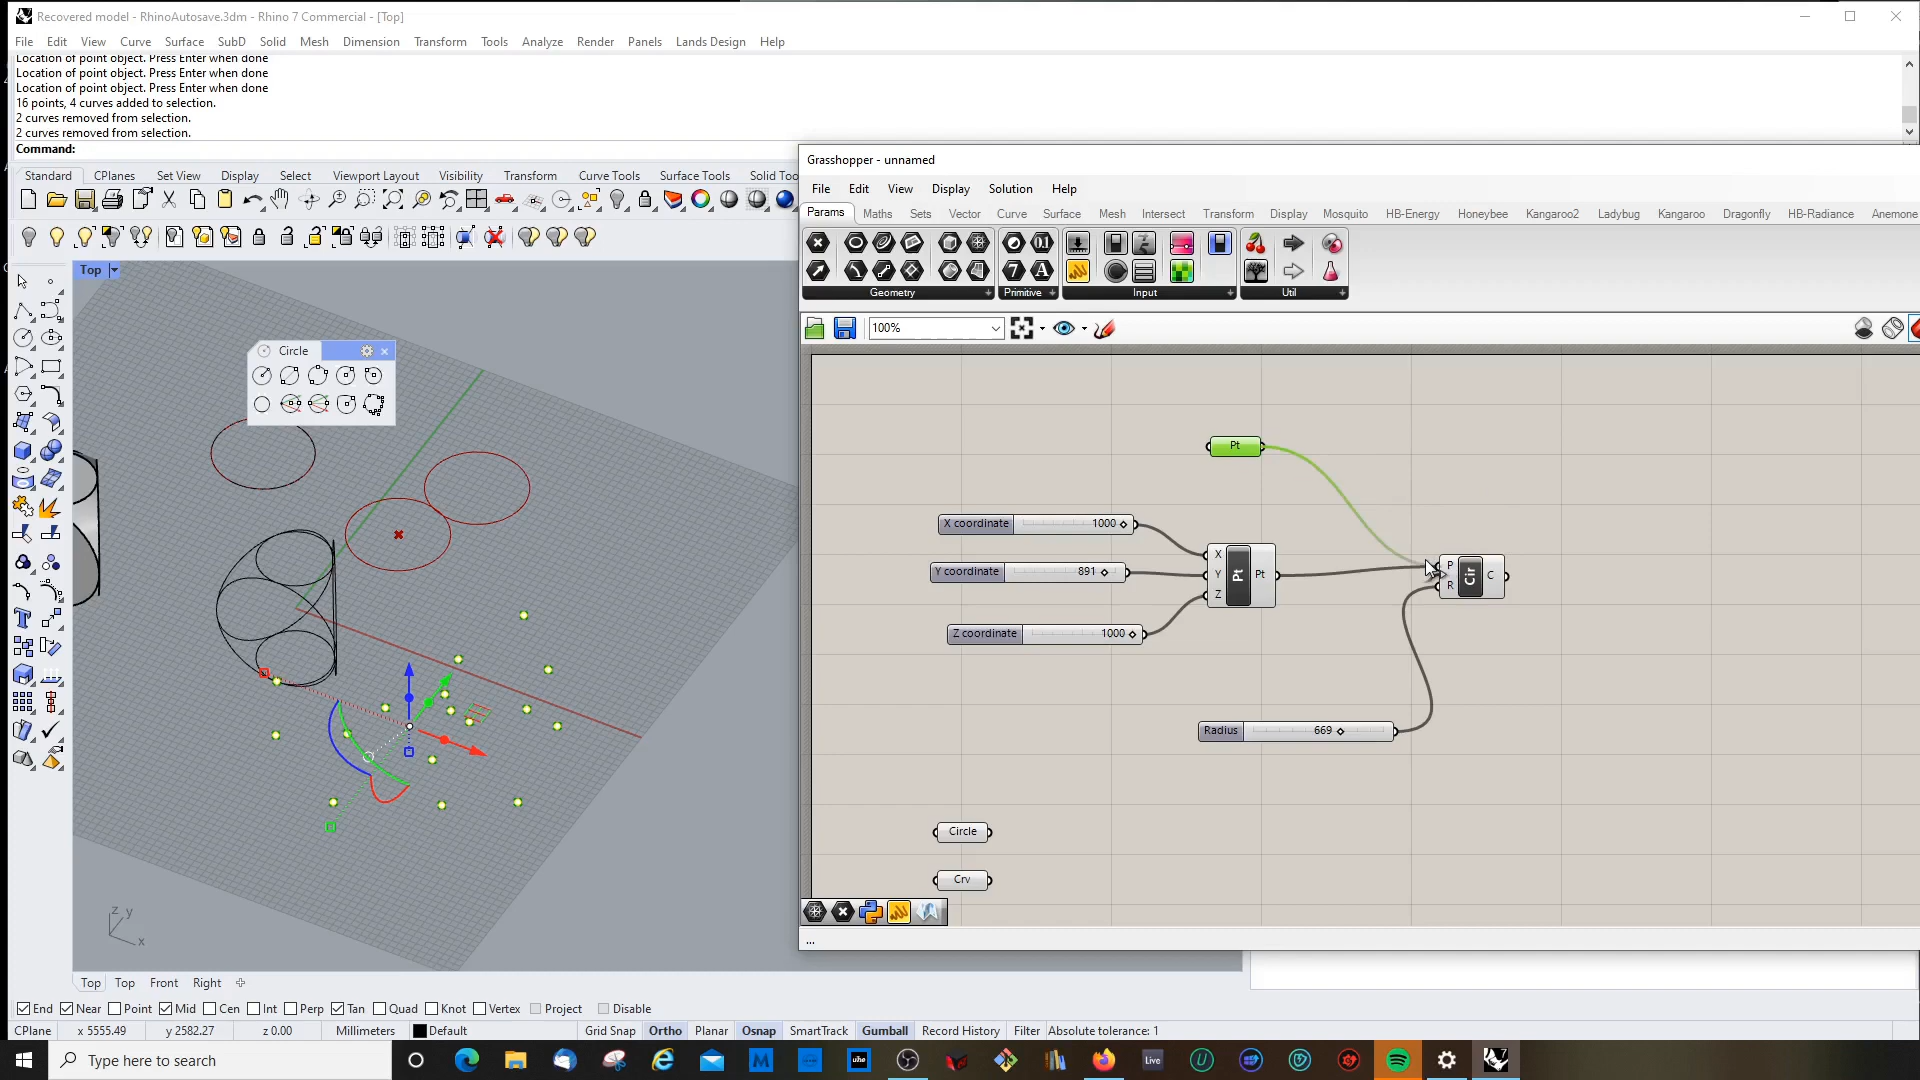 Recovered model - RhinoAutosave.3dm - Rhino 7 Commercial - [Top]
File Edit View Curve Surface SubD Solid Mesh Dimension Transform Tools Analyze Render Panels Lands Design Help
Location of point object. Press Enter when done
Location of point object. Press Enter when done
Location of point object. Press Enter when done
16 points, 4 curves added to selection.
2 curves removed from selection.
2 curves removed from selection.
Command:
Standard CPlanes Set View Display Select Viewport Layout Visibility Transform Curve Tools Surface Tools Solid Too
Top
Circle
Grasshopper - unnamed
File Edit View Display Solution Help
Params Maths Sets Vector Curve Surface Mesh Intersect Transform Display Mosquito HB-Energy Honeybee Kangaroo2 Ladybug Kangaroo Dragonfly HB-Radiance Anemone
Geometry Primitive Input Util
100%
Pt
X coordinate 1000
Y coordinate 891
Z coordinate 1000
X
Y
Z
Pt
Pt
P
R
Cir
C
Radius 669
Circle
Crv
...
z y
x
Top Top Front Right
End Near Point Mid Cen Int Perp Tan Quad Knot Vertex Project Disable
CPlane x 5555.49 y 2582.27 z 0.00 Millimeters Default Grid Snap Ortho Planar Osnap SmartTrack Gumball Record History Filter Absolute tolerance: 1
Type here to search
uhe
Live